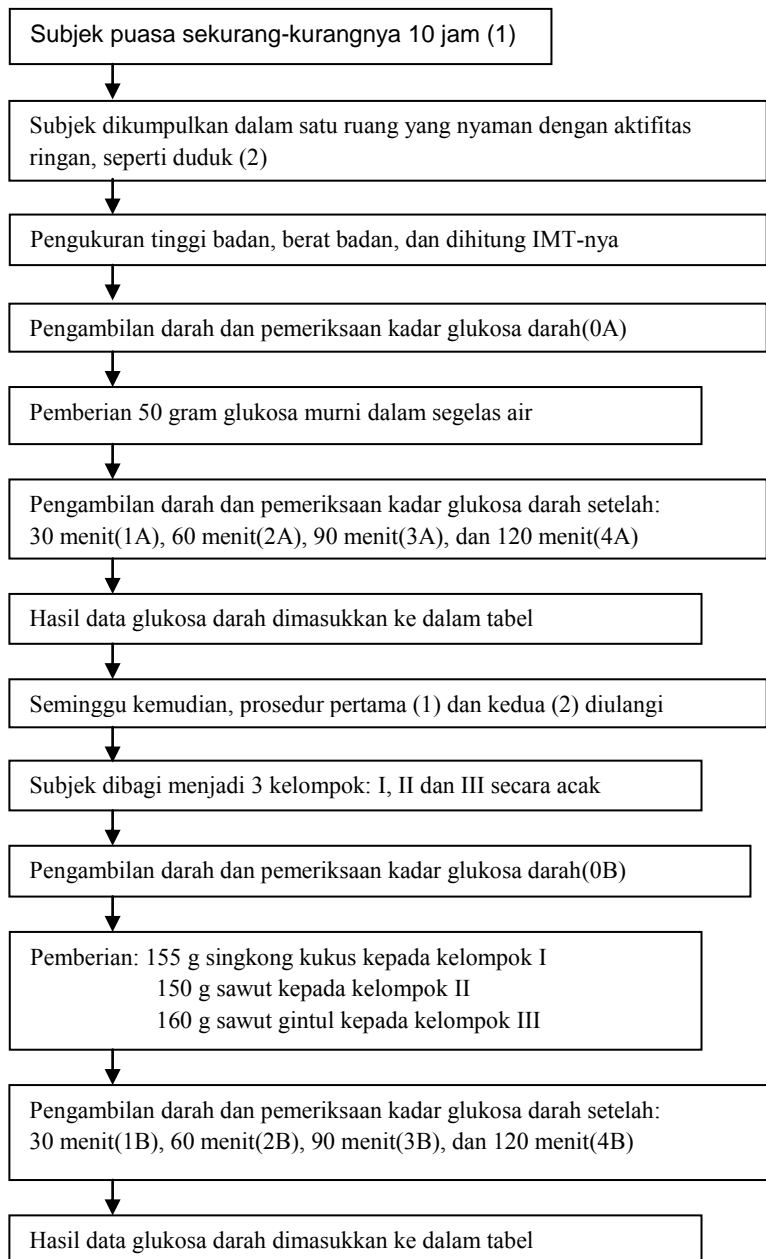 Subjek puasa sekurang-kurangnya 10 jam (1)
Subjek dikumpulkan dalam satu ruang yang nyaman dengan aktifitas
ringan, seperti duduk (2)
Pengukuran tinggi badan, berat badan, dan dihitung IMT-nya
Pengambilan darah dan pemeriksaan kadar glukosa darah(0A)
Pemberian 50 gram glukosa murni dalam segelas air
Pengambilan darah dan pemeriksaan kadar glukosa darah setelah:
30 menit(1A), 60 menit(2A), 90 menit(3A), dan 120 menit(4A)
Hasil data glukosa darah dimasukkan ke dalam tabel
Seminggu kemudian, prosedur pertama (1) dan kedua (2) diulangi
Subjek dibagi menjadi 3 kelompok: I, II dan III secara acak
Pengambilan darah dan pemeriksaan kadar glukosa darah(0B)
Pemberian: 155 g singkong kukus kepada kelompok I
150 g sawut kepada kelompok II
160 g sawut gintul kepada kelompok III
Pengambilan darah dan pemeriksaan kadar glukosa darah setelah:
30 menit(1B), 60 menit(2B), 90 menit(3B), dan 120 menit(4B)
Hasil data glukosa darah dimasukkan ke dalam tabel